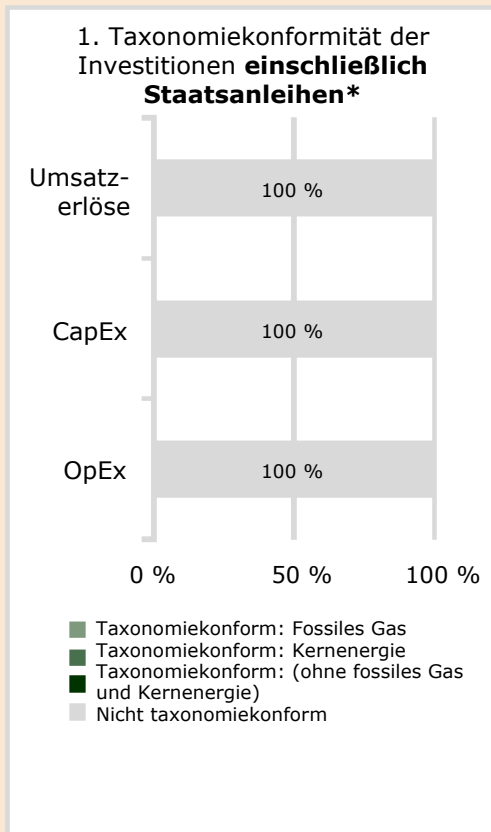 1. Taxonomiekonformität der
Investitionen einschließlich
Staatsanleihen*
Umsatz-
erlöse
100 %
CapEx
100 %
OpEx
100 %
0 %
50 %
100 %
Taxonomiekonform: Fossiles Gas
Taxonomiekonform: Kernenergie
Taxonomiekonform: (ohne fossiles Gas
und Kernenergie)
Nicht taxonomiekonform